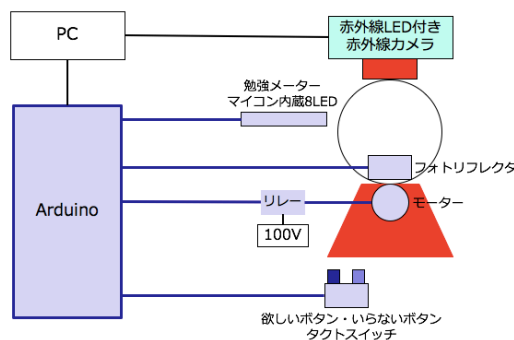 PC
赤外線LED付き
赤外線カメラ
勉強メーター
マイコン内蔵8LED
フォトリフレクタ
Arduino
リレー
モーター
100V
欲しいボタン・いらないボタン
タクトスイッチ